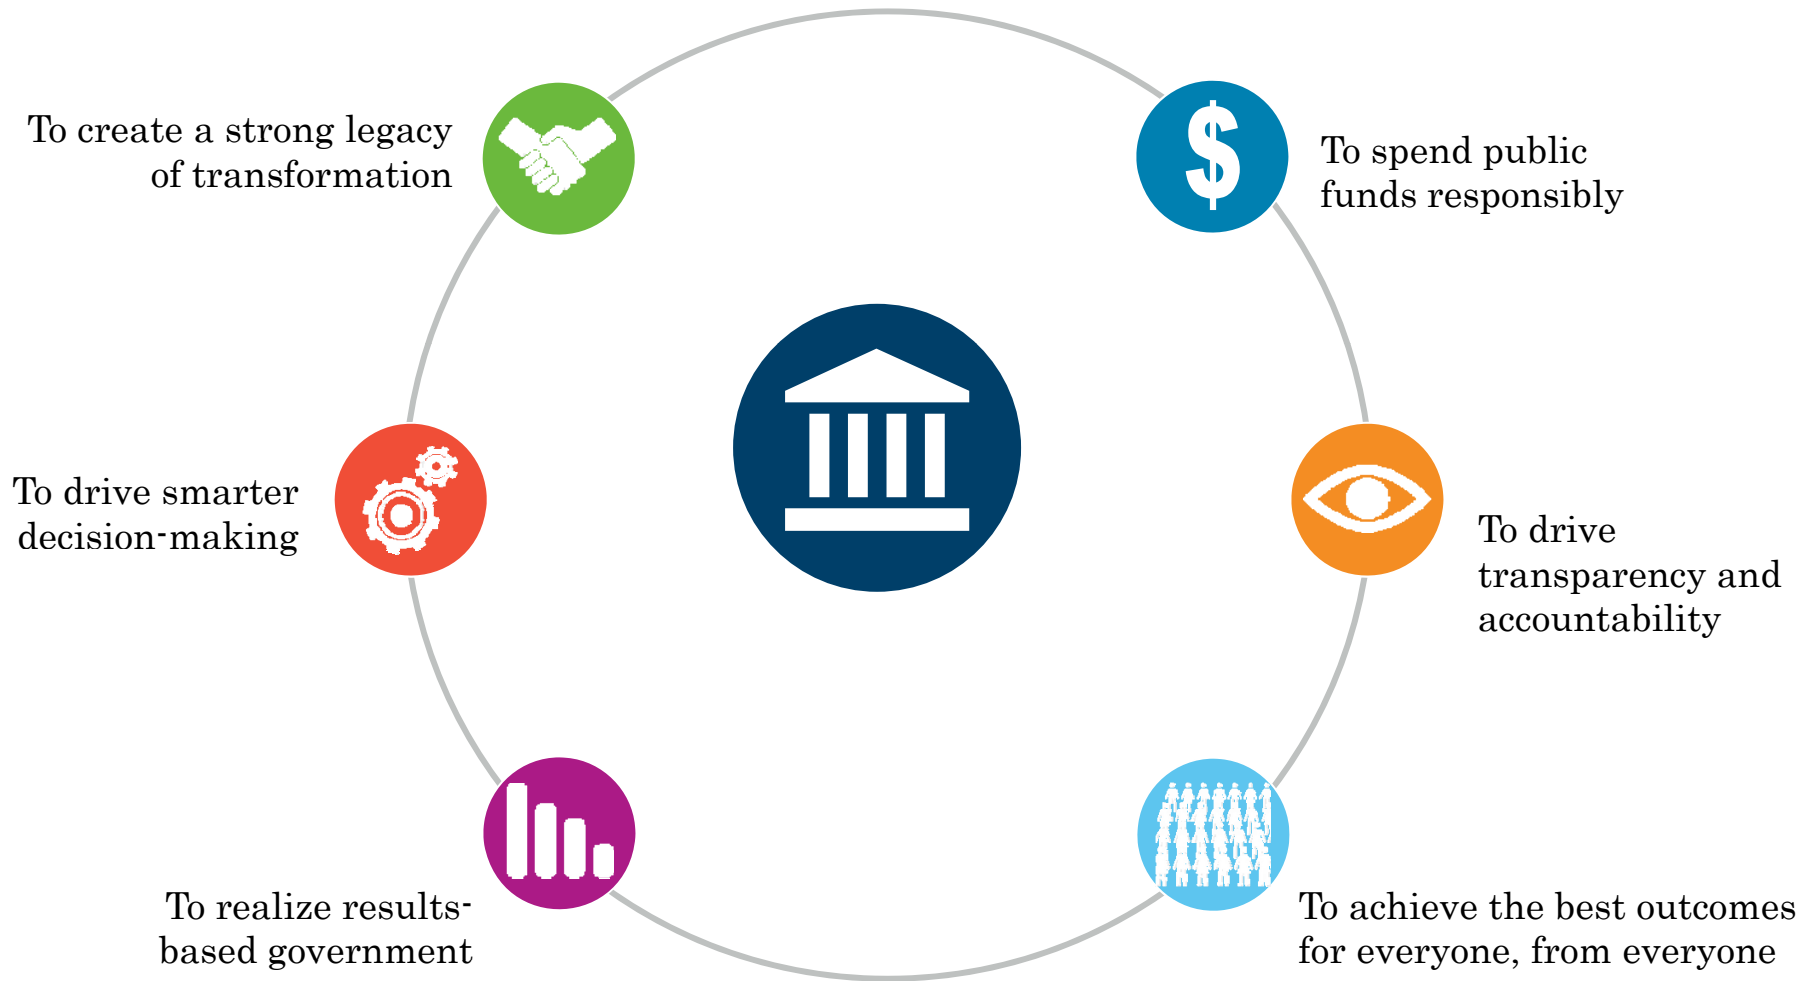 To create a strong legacy
of transformation
To spend public
funds responsibly
To drive smarter
decision-making
To drive
transparency and
accountability
To realize results-
based government
To achieve the best outcomes
for everyone, from everyone